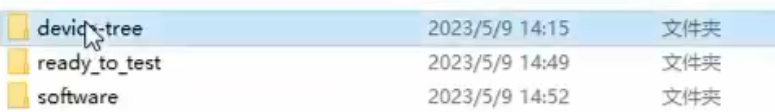 device-tree 2023/5/9 14:15 文件夹
ready_to_test 2023/5/9 14:49 文件夹
software 2023/5/9 14:52 文件夹